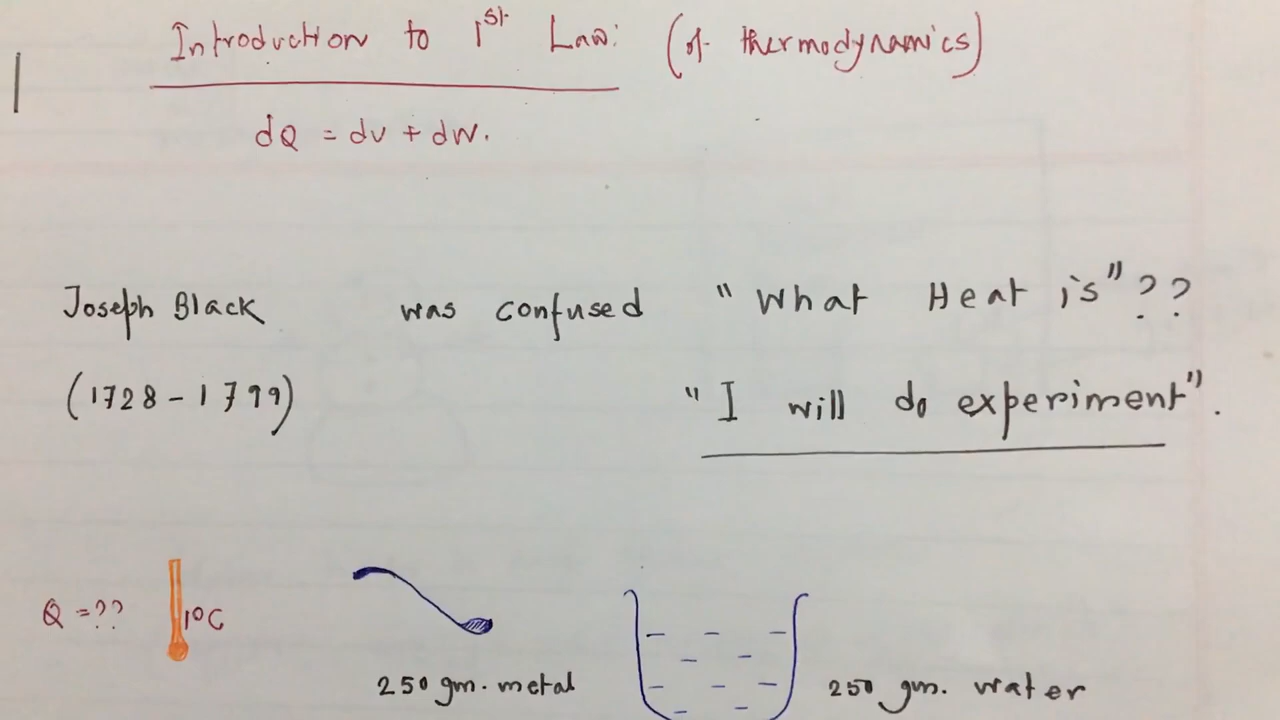 Introduction to 1st Law: (of thermodynamics)
dQ = dU + dW.
Joseph Black was confused "What Heat is"??
(1728-1799) "I will do experiment".
Q =?? 1°C
250 gm. metal 250 gm. water